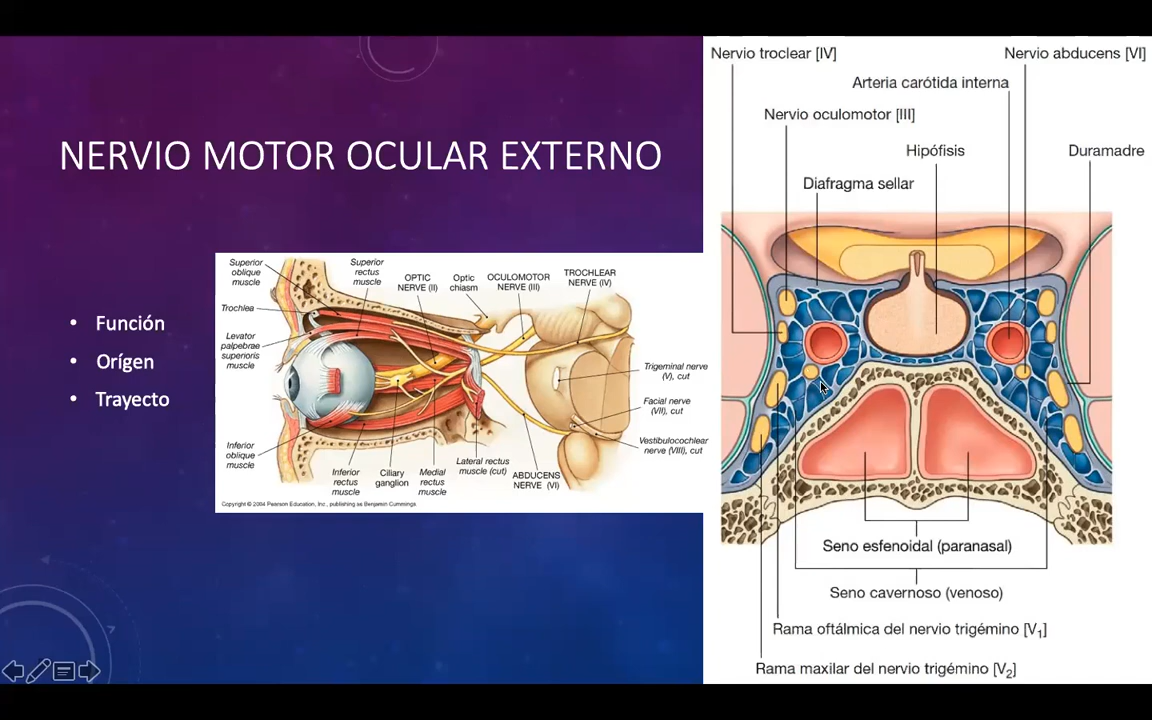 NERVIO MOTOR OCULAR EXTERNO
• Función
• Orígen
• Trayecto
Superior
oblique
muscle
Superior
rectus
muscle
OPTIC
NERVE (II)
Optic
chiasm
OCULOMOTOR
NERVE (III)
TROCHLEAR
NERVE (IV)
Trochlea
Levator
palpebrae
superioris
muscle
Trigeminal nerve
(V), cut
Facial nerve
(VII), cut
Vestibulocochlear
nerve (VIII), cut
Inferior
oblique
muscle
Inferior
rectus
muscle
Ciliary
ganglion
Medial
rectus
muscle
Lateral rectus
muscle (cut)
ABDUCENS
NERVE (VI)
Copyright © 2004 Pearson Education, Inc., publishing as Benjamin Cummings.
Nervio troclear [IV]
Nervio abducens [VI]
Arteria carótida interna
Nervio oculomotor [III]
Hipófisis
Duramadre
Diafragma sellar
Seno esfenoidal (paranasal)
Seno cavernoso (venoso)
Rama oftálmica del nervio trigémino [V₁]
Rama maxilar del nervio trigémino [V₂]